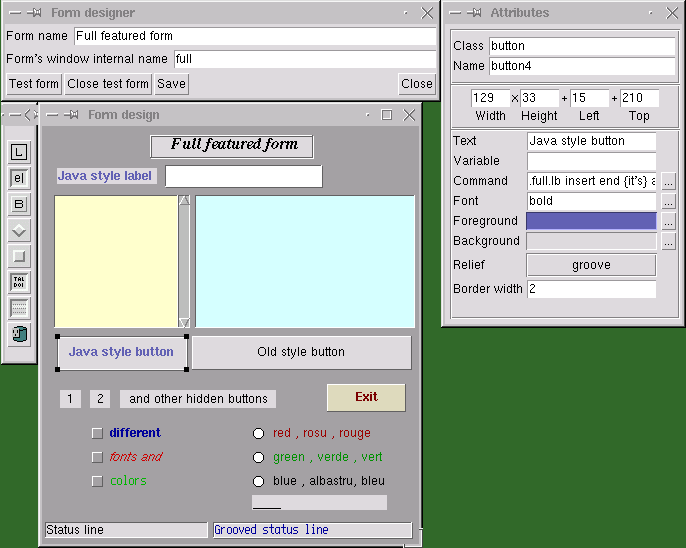 Form designer
Form name Full featured form
Form's window internal name full
Test form Close test form Save Close
Attributes
Class button
Name button4
129 x 33 + 15 + 210
Width Height Left Top
Text Java style button
Variable
Command .full.lb insert end {it's} a ...
Font bold ...
Foreground ...
Background ...
Relief groove
Border width 2
L
e|
B
TAL
DOI
Form design
Full featured form
Java style label
Java style button Old style button
1 2 and other hidden buttons Exit
different red , rosu , rouge
fonts and green , verde , vert
colors blue , albastru, bleu
Status line Grooved status line